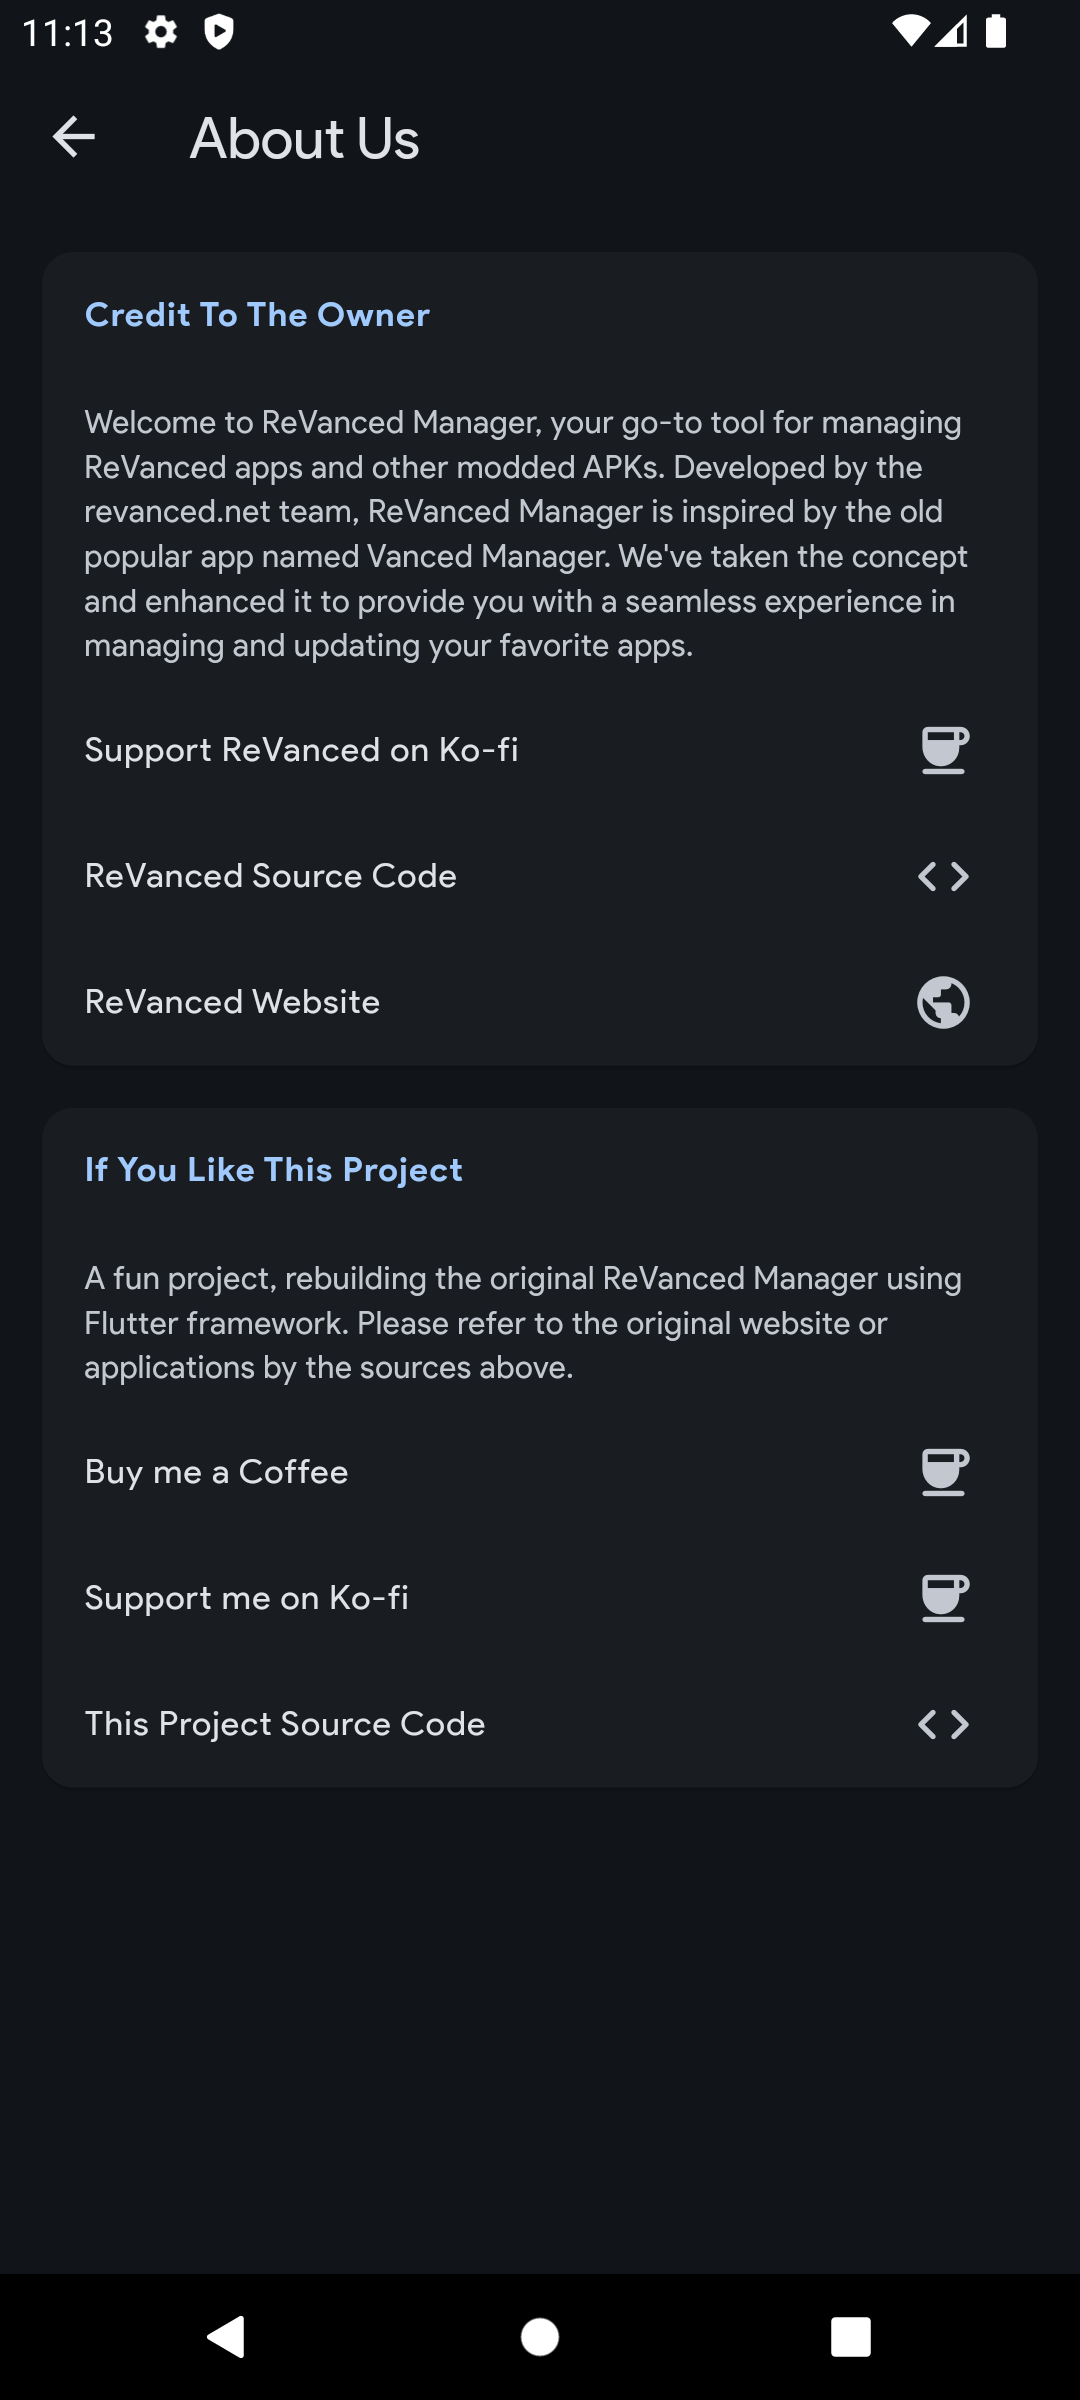 11:13
About Us
Credit To The Owner
Welcome to ReVanced Manager, your go-to tool for managing
ReVanced apps and other modded APKs. Developed by the
revanced.net team, ReVanced Manager is inspired by the old
popular app named Vanced Manager. We've taken the concept
and enhanced it to provide you with a seamless experience in
managing and updating your favorite apps.
Support ReVanced on Ko-fi
ReVanced Source Code
ReVanced Website
If You Like This Project
A fun project, rebuilding the original ReVanced Manager using
Flutter framework. Please refer to the original website or
applications by the sources above.
Buy me a Coffee
Support me on Ko-fi
This Project Source Code